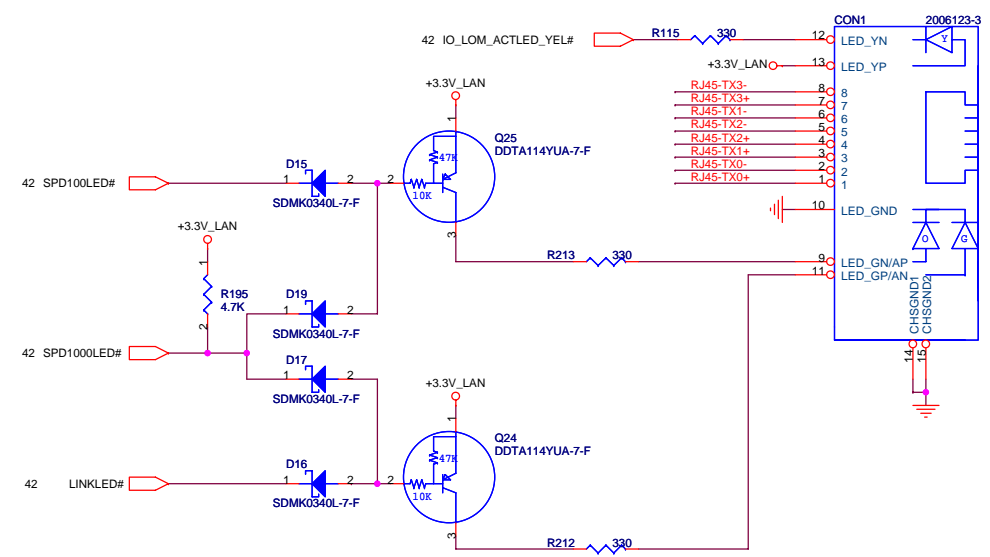 CON1 2006123-3
42 IO_LOM_ACTLED_YEL# R115 330 12 LED_YN Y
+3.3V_LAN 13 LED_YP
RJ45-TX3- 8 8
RJ45-TX3+ 7 7
RJ45-TX1- 6 6
RJ45-TX2- 5 5
RJ45-TX2+ 4 4
RJ45-TX1+ 3 3
RJ45-TX0- 2 2
RJ45-TX0+ 1 1
10 LED_GND
O G
9 LED_GN/AP
11 LED_GP/AN
CHSGND1
CHSGND2
14
15
+3.3V_LAN
1
Q25
DDTA114YUA-7-F
47K
10K
2
3
D15
42 SPD100LED# 1 2
SDMK0340L-7-F
R213 330
+3.3V_LAN
1
R195
4.7K
2
D19
1 2
SDMK0340L-7-F
42 SPD1000LED#
D17
1 2
SDMK0340L-7-F
+3.3V_LAN
1
Q24
DDTA114YUA-7-F
47K
10K
2
3
D16
42 LINKLED# 1 2
SDMK0340L-7-F
R212 330